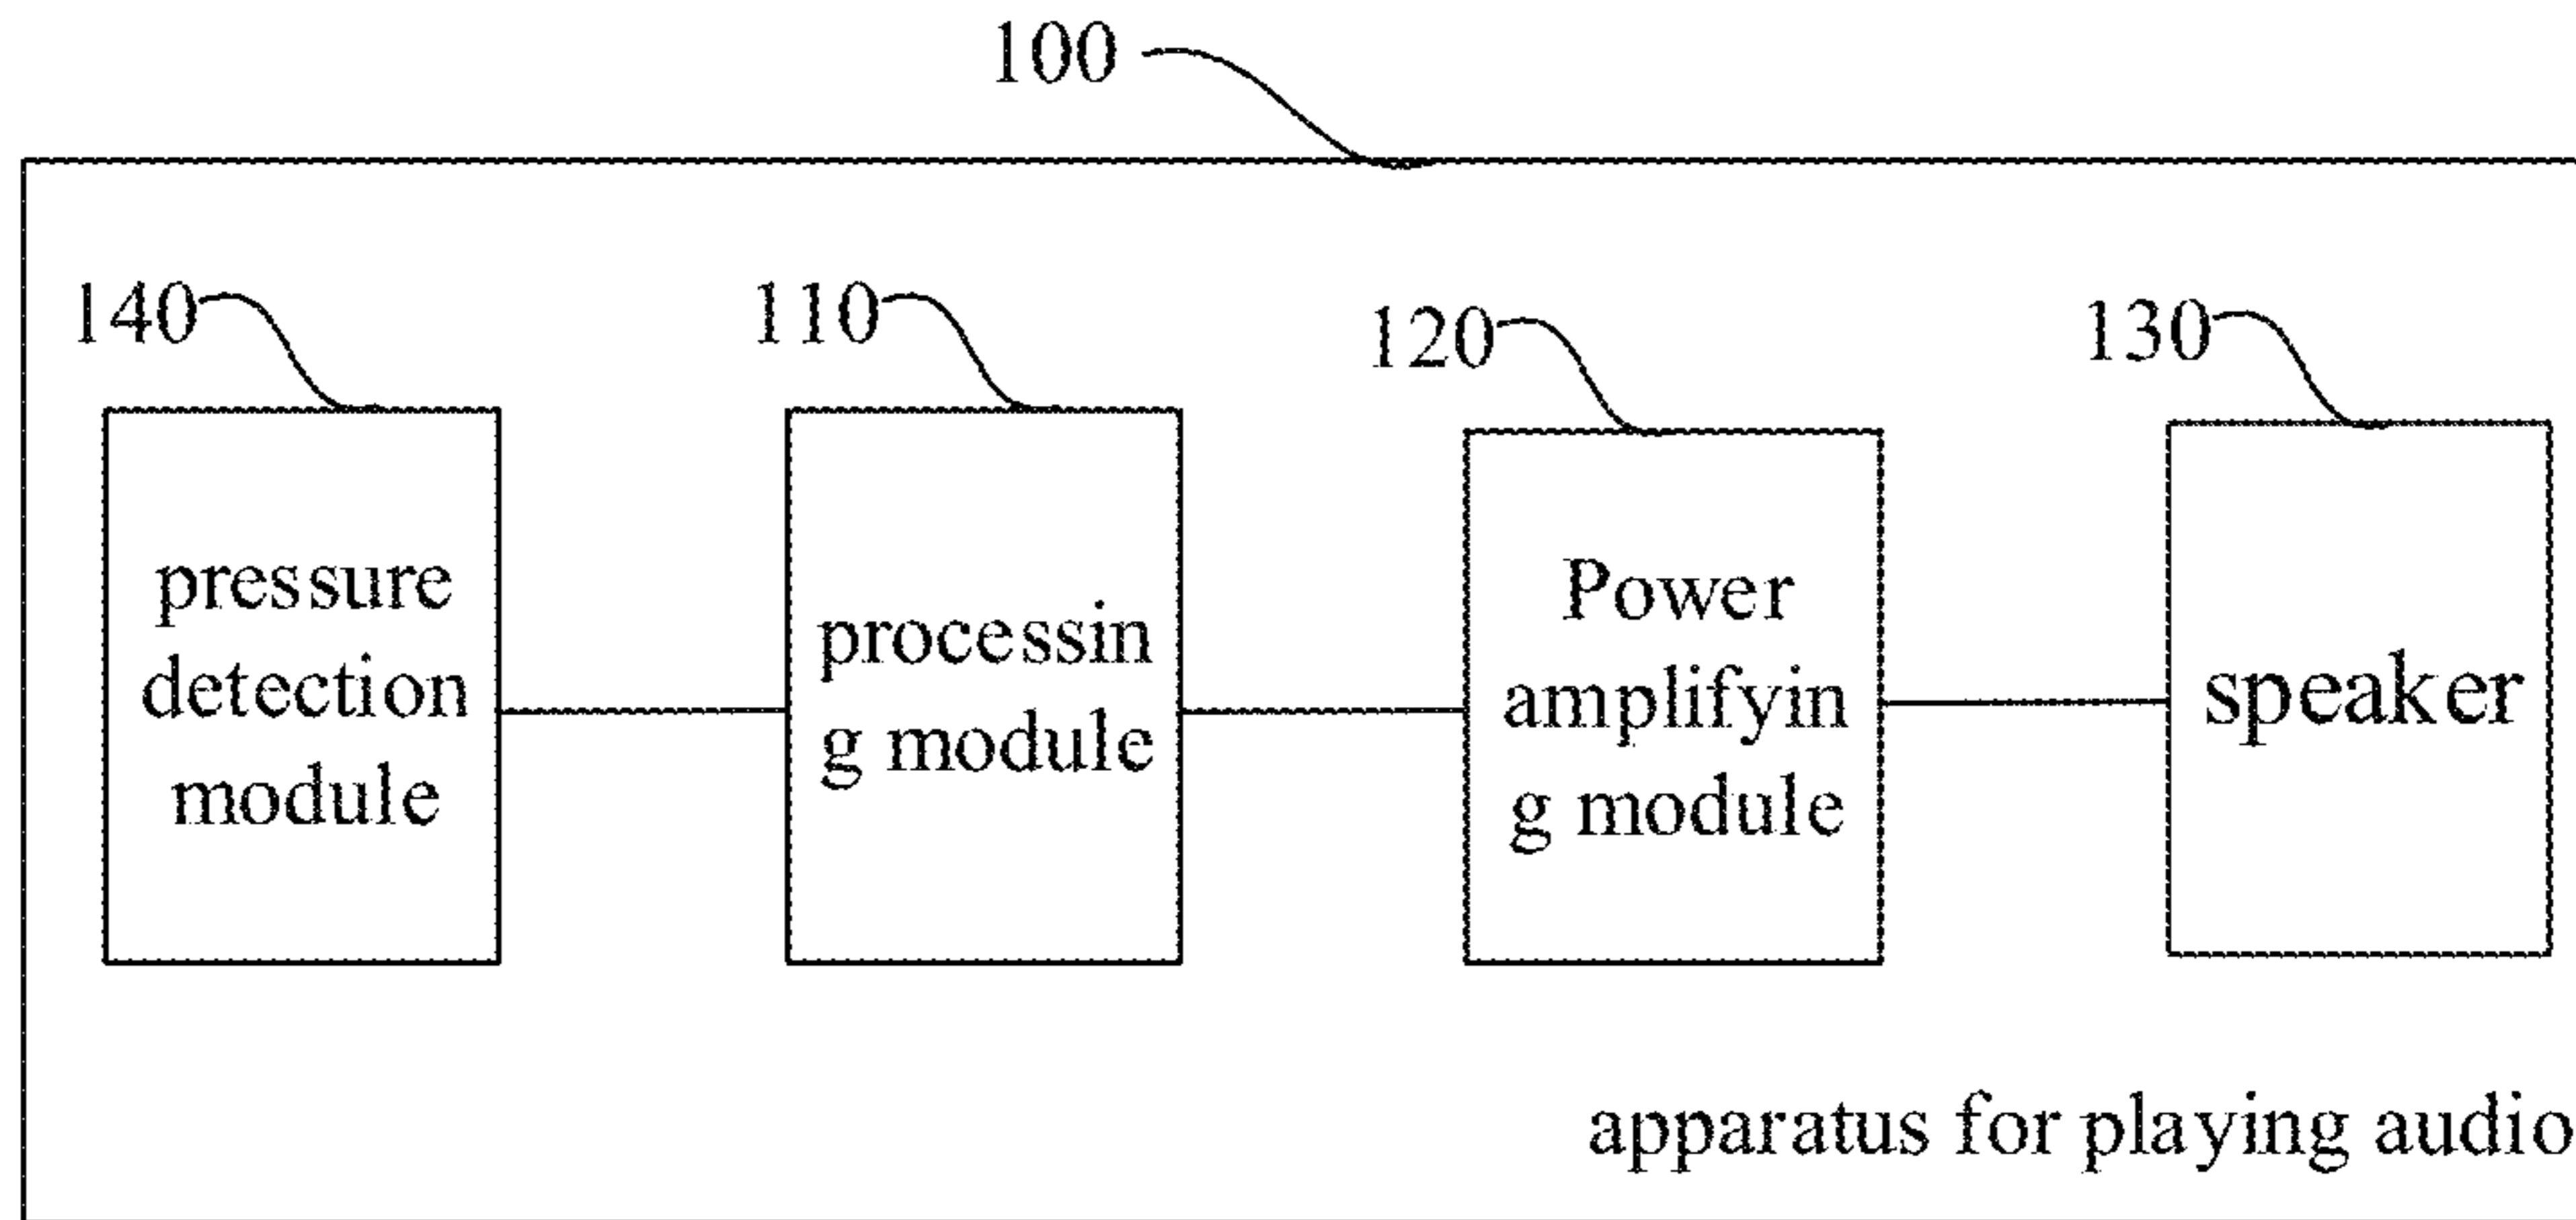 100
140
110
120
130
pressure
detection
module
processin
g module
Power
amplifyin
g module
speaker
apparatus for playing audio